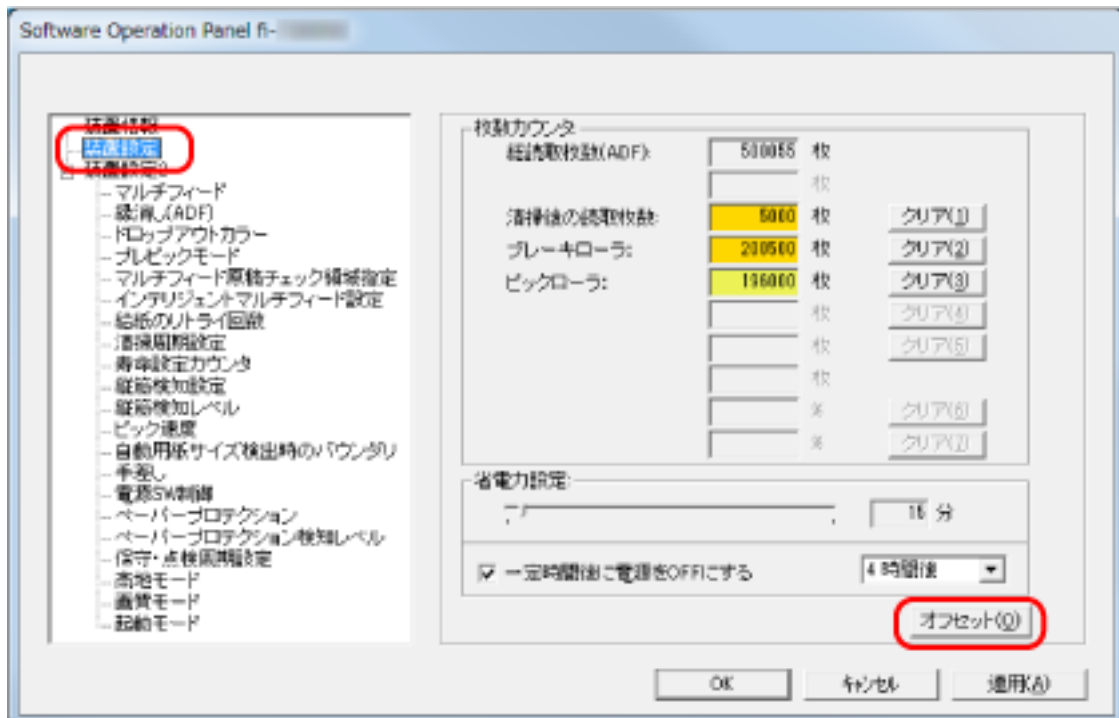 Software Operation Panel fi-
装置情報
装置設定
装置設定2
マルチフィード
縁消し(ADF)
ドロップアウトカラー
プレピックモード
マルチフィード原稿チェック領域指定
インテリジェントマルチフィード設定
給紙のリトライ回数
清掃周期設定
寿命設定カウンタ
縦筋検知設定
縦筋検知レベル
ピック速度
自動用紙サイズ検出時のバウンダリ
手差し
電源SW制御
ペーパープロテクション
ペーパープロテクション検知レベル
保守・点検周期設定
高地モード
画質モード
起動モード
枚数カウンタ
総読取枚数(ADF): 500055 枚
枚
清掃後の読取枚数: 5000 枚 クリア(1)
ブレーキローラ: 200500 枚 クリア(2)
ピックローラ: 196000 枚 クリア(3)
枚 クリア(4)
枚 クリア(5)
枚
% クリア(6)
% クリア(7)
省電力設定:
15 分
一定時間後に電源をOFFにする 4 時間後
オフセット(O)
OK キャンセル 適用(A)